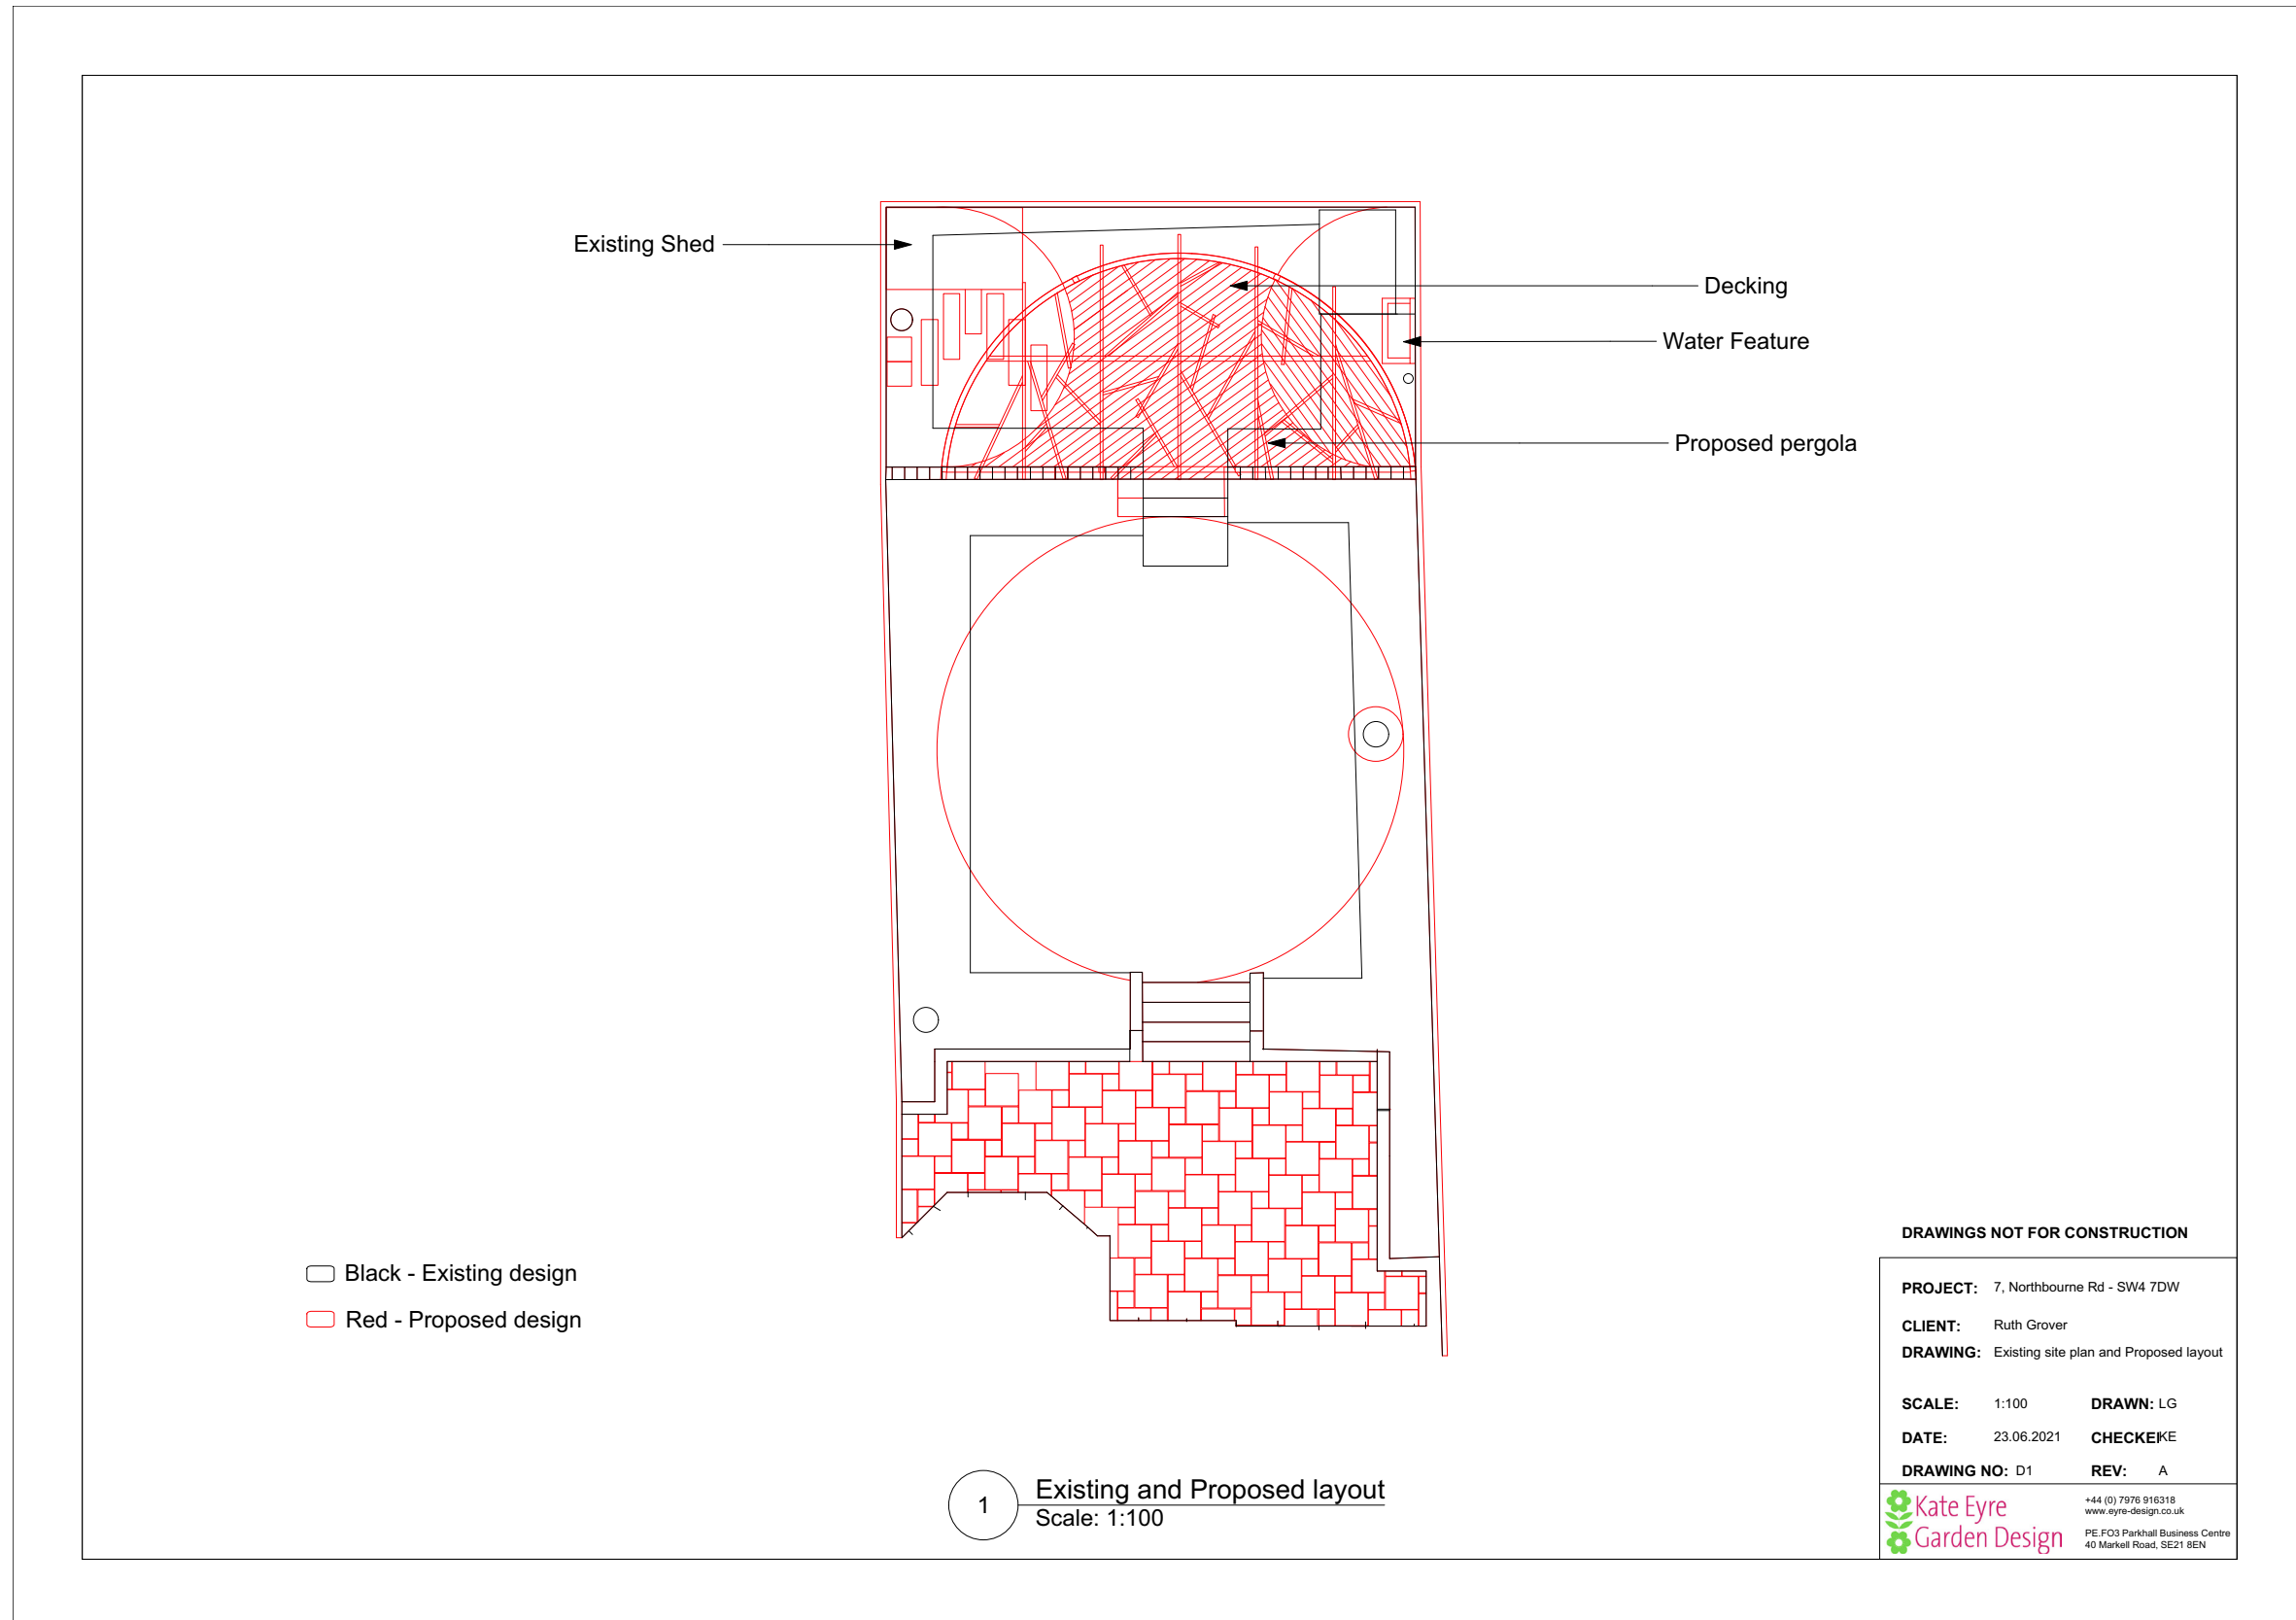 Existing Shed
Decking
Water Feature
Proposed pergola
Black - Existing design
Red - Proposed design
1
Existing and Proposed layout
Scale: 1:100
DRAWINGS NOT FOR CONSTRUCTION
PROJECT: 7, Northbourne Rd - SW4 7DW
CLIENT: Ruth Grover
DRAWING: Existing site plan and Proposed layout
SCALE: 1:100 DRAWN: LG
DATE: 23.06.2021 CHECKE KE
DRAWING NO: D1 REV: A
Kate Eyre
Garden Design
+44 (0) 7976 916318
www.eyre-design.co.uk
PE.FO3 Parkhall Business Centre
40 Markell Road, SE21 8EN